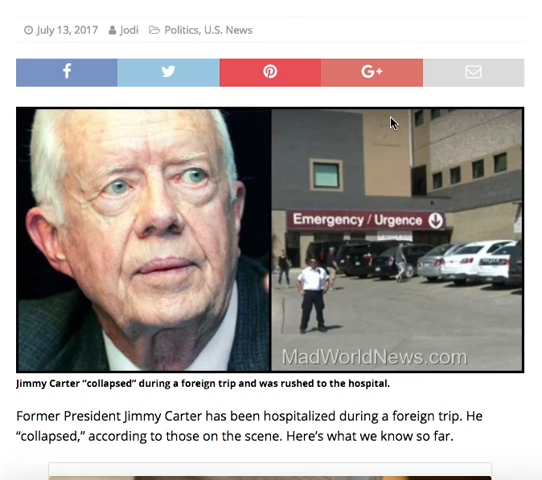 July 13, 2017 Jodi Politics, U.S. News
f G+
Emergency / Urgence
MadWorldNews.com
Jimmy Carter “collapsed” during a foreign trip and was rushed to the hospital.
Former President Jimmy Carter has been hospitalized during a foreign trip. He
“collapsed,” according to those on the scene. Here’s what we know so far.